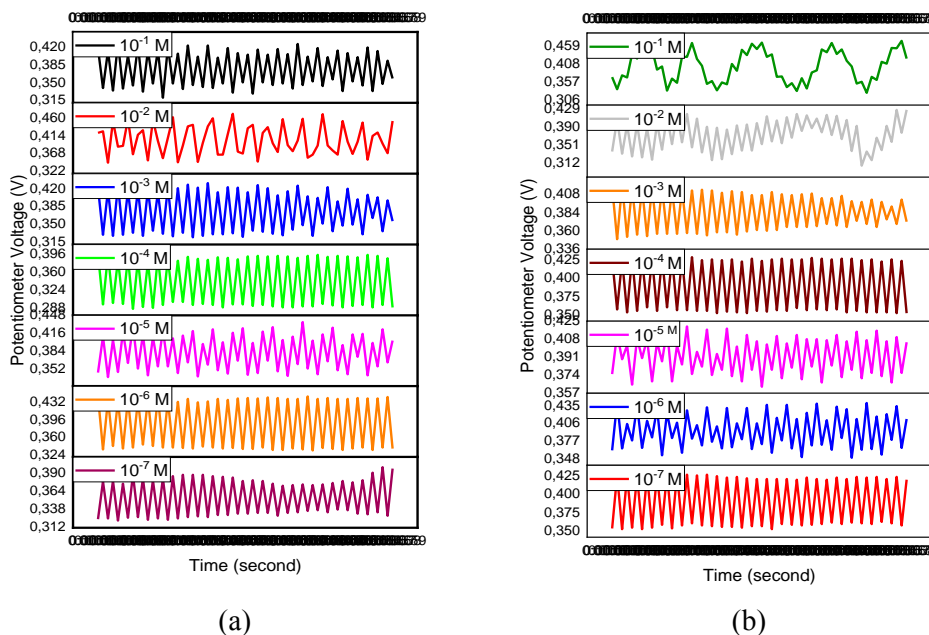 Potentiometer Voltage (V)
0,420
0,385
0,350
0,315
10⁻¹ M
0,460
0,414
0,368
0,322
10⁻² M
0,420
0,385
0,350
0,315
10⁻³ M
0,396
0,360
0,324
0,288
10⁻⁴ M
0,448
0,416
0,384
0,352
10⁻⁵ M
0,432
0,396
0,360
0,324
10⁻⁶ M
0,390
0,364
0,338
0,312
10⁻⁷ M
Time (second)
(a)
Potentiometer Voltage (V)
0,459
0,408
0,357
0,306
10⁻¹ M
0,429
0,390
0,351
0,312
10⁻² M
0,408
0,384
0,360
0,336
10⁻³ M
0,425
0,400
0,375
0,350
10⁻⁴ M
0,425
0,408
0,391
0,374
0,357
10⁻⁵ ᴹ
0,435
0,406
0,377
0,348
10⁻⁶ M
0,425
0,400
0,375
0,350
10⁻⁷ M
Time (second)
(b)